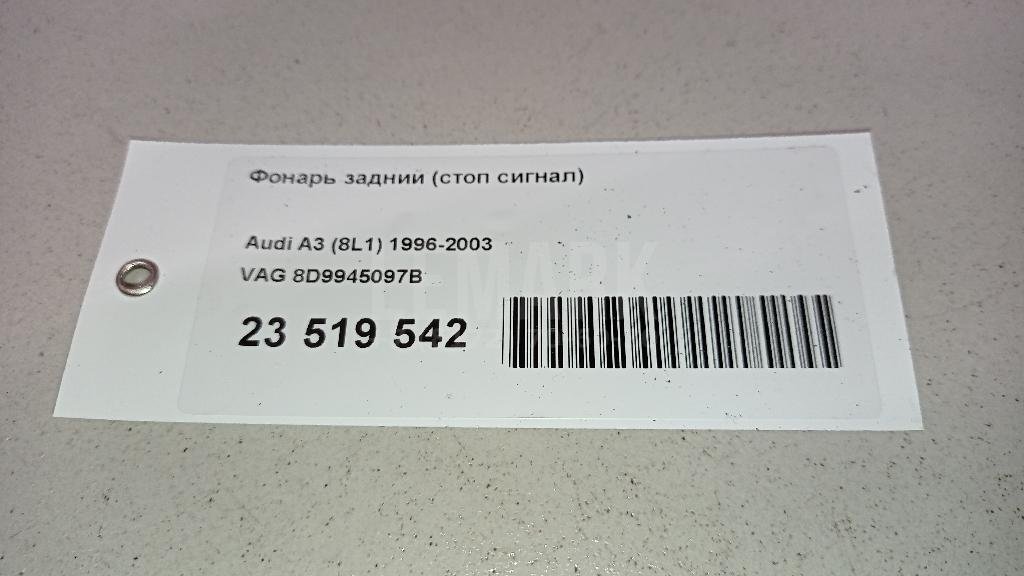 Фонарь задний (стоп сигнал)
Audi A3 (8L1) 1996-2003
VAG 8D9945097B
23 519 542